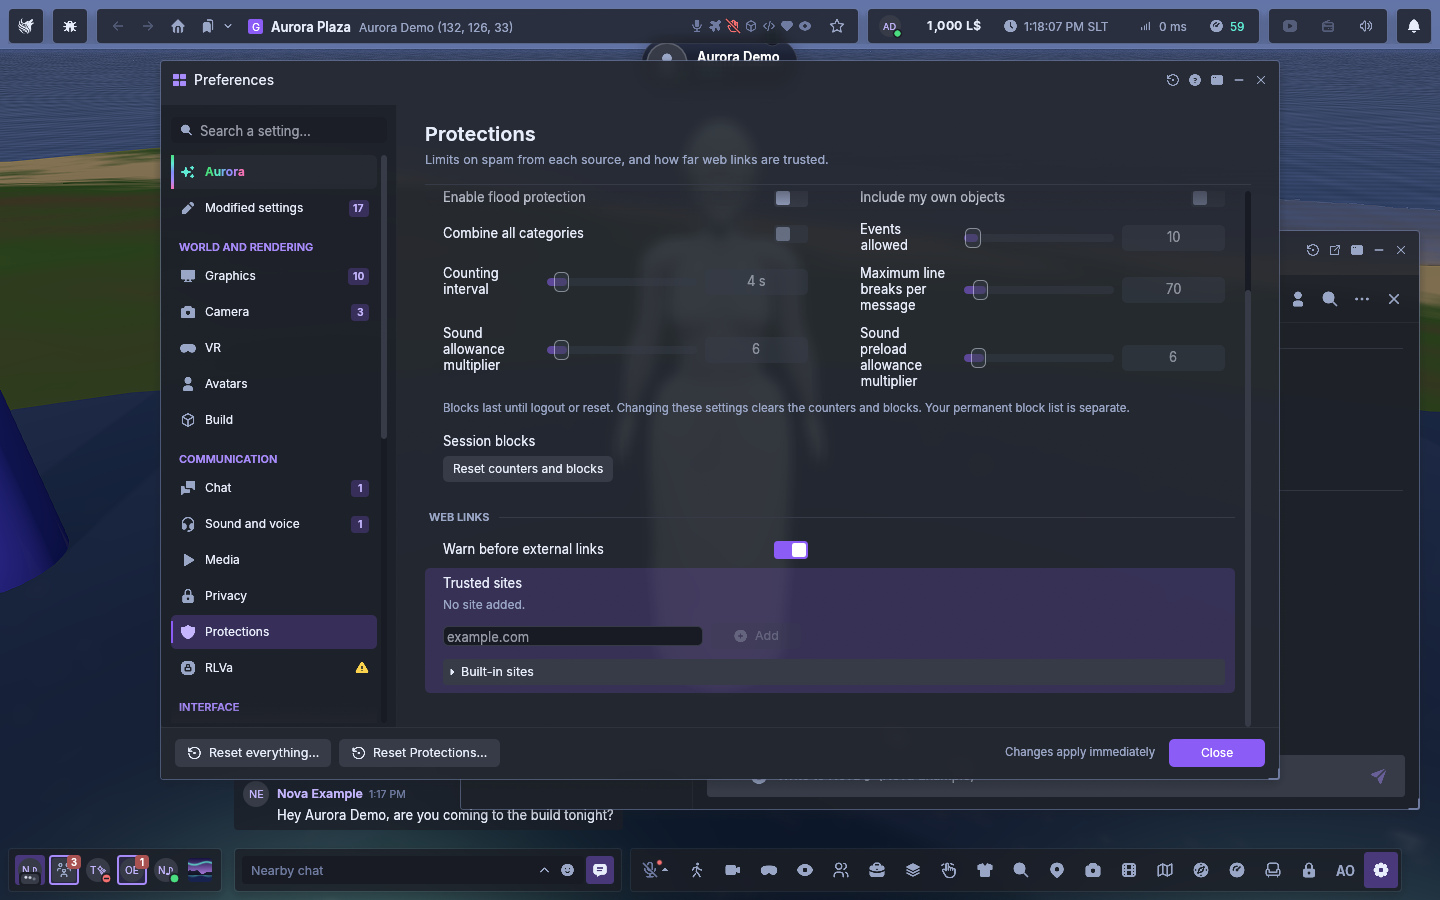 G Aurora Plaza Aurora Demo (132, 126, 33)
AD 1,000 L$ 1:18:07 PM SLT 0 ms 59
Aurora Demo
Preferences
Search a setting...
Aurora
Modified settings 17
WORLD AND RENDERING
Graphics 10
Camera 3
VR
Avatars
Build
COMMUNICATION
Chat 1
Sound and voice 1
Media
Privacy
Protections
RLVa
INTERFACE
Protections
Limits on spam from each source, and how far web links are trusted.
Enable flood protection
Include my own objects
Combine all categories
Events
allowed
10
Counting
interval
4 s
Maximum line
breaks per
message
70
Sound
allowance
multiplier
6
Sound
preload
allowance
multiplier
6
Blocks last until logout or reset. Changing these settings clears the counters and blocks. Your permanent block list is separate.
Session blocks
Reset counters and blocks
WEB LINKS
Warn before external links
Trusted sites
No site added.
example.com
Add
Built-in sites
Reset everything...
Reset Protections...
Changes apply immediately
Close
NE Nova Example 1:17 PM
Hey Aurora Demo, are you coming to the build tonight?
3
OE 1
Nearby chat
AO